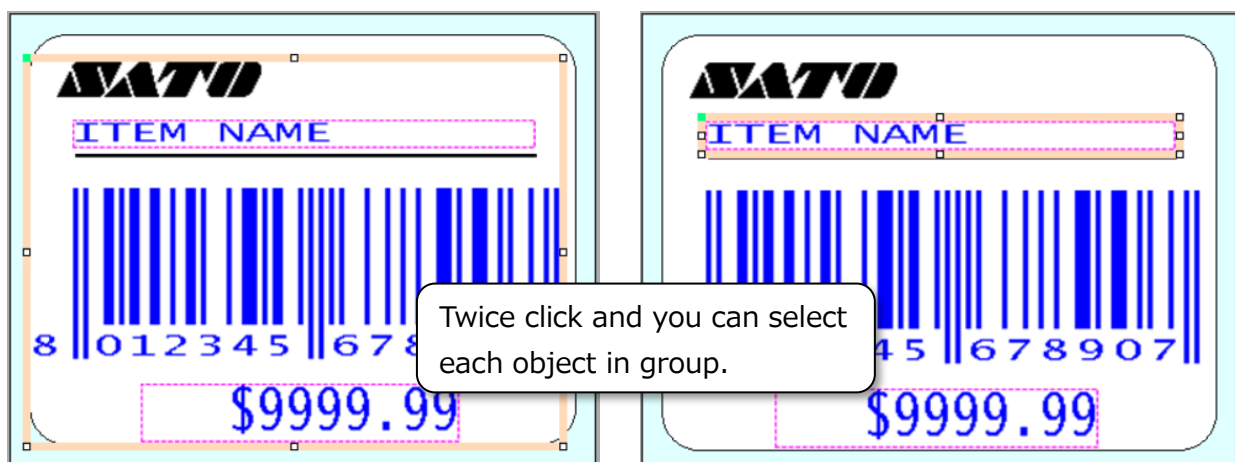 SATO
ITEM NAME
8 012345 678
$9999.99
SATO
ITEM NAME
45 678907
$9999.99
Twice click and you can select
each object in group.